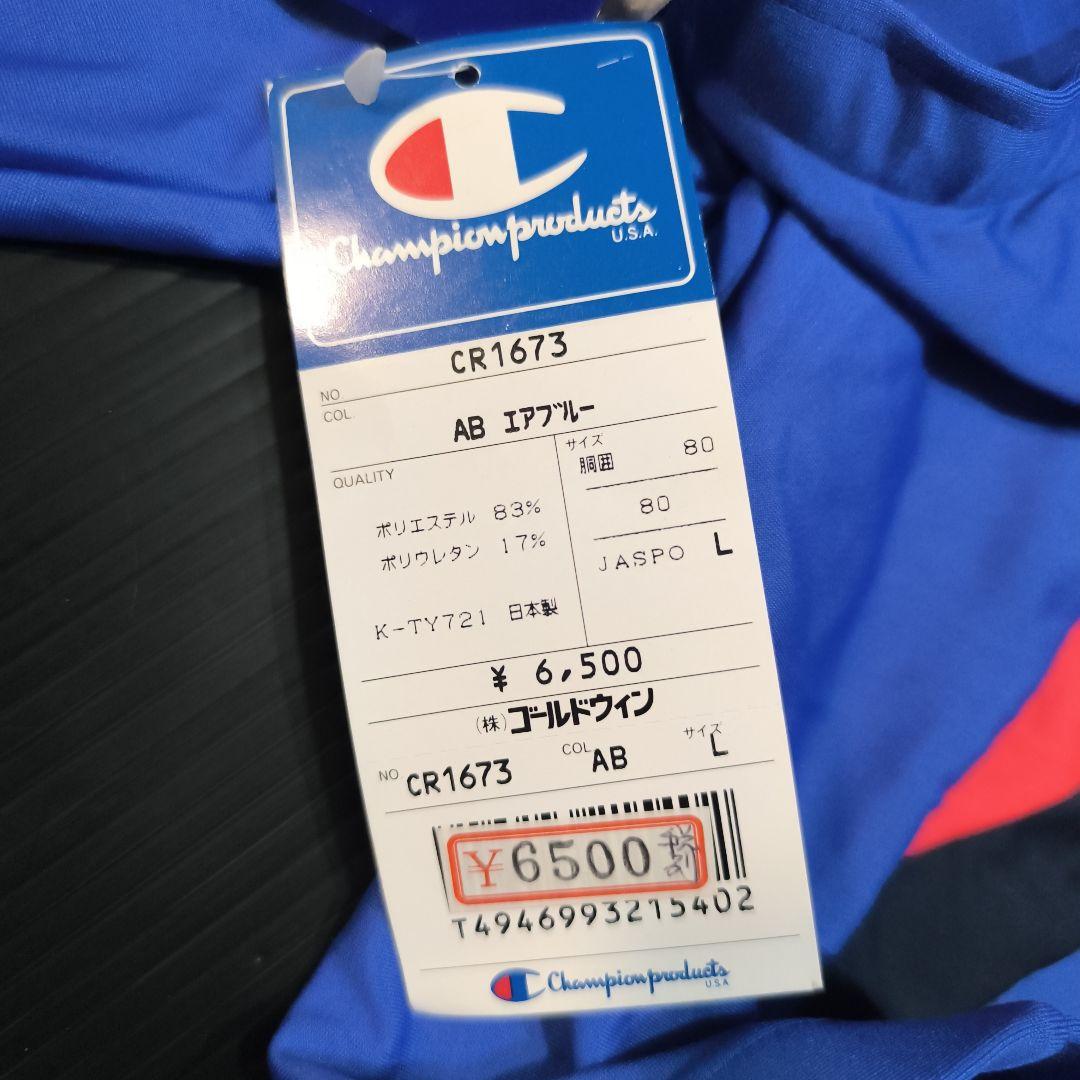 Championproducts
U.S.A.
NO CR1673
COL. AB エアブルー
QUALITY
ポリエステル 83%
ポリウレタン 17%
K-TY721 日本製
サイズ
胴囲 80
80
JASPO L
¥ 6,500
(株)ゴールドウィン
NO. CR1673 COL. AB サイズ L
¥6500
T4946993215402
Championproducts
U.S.A